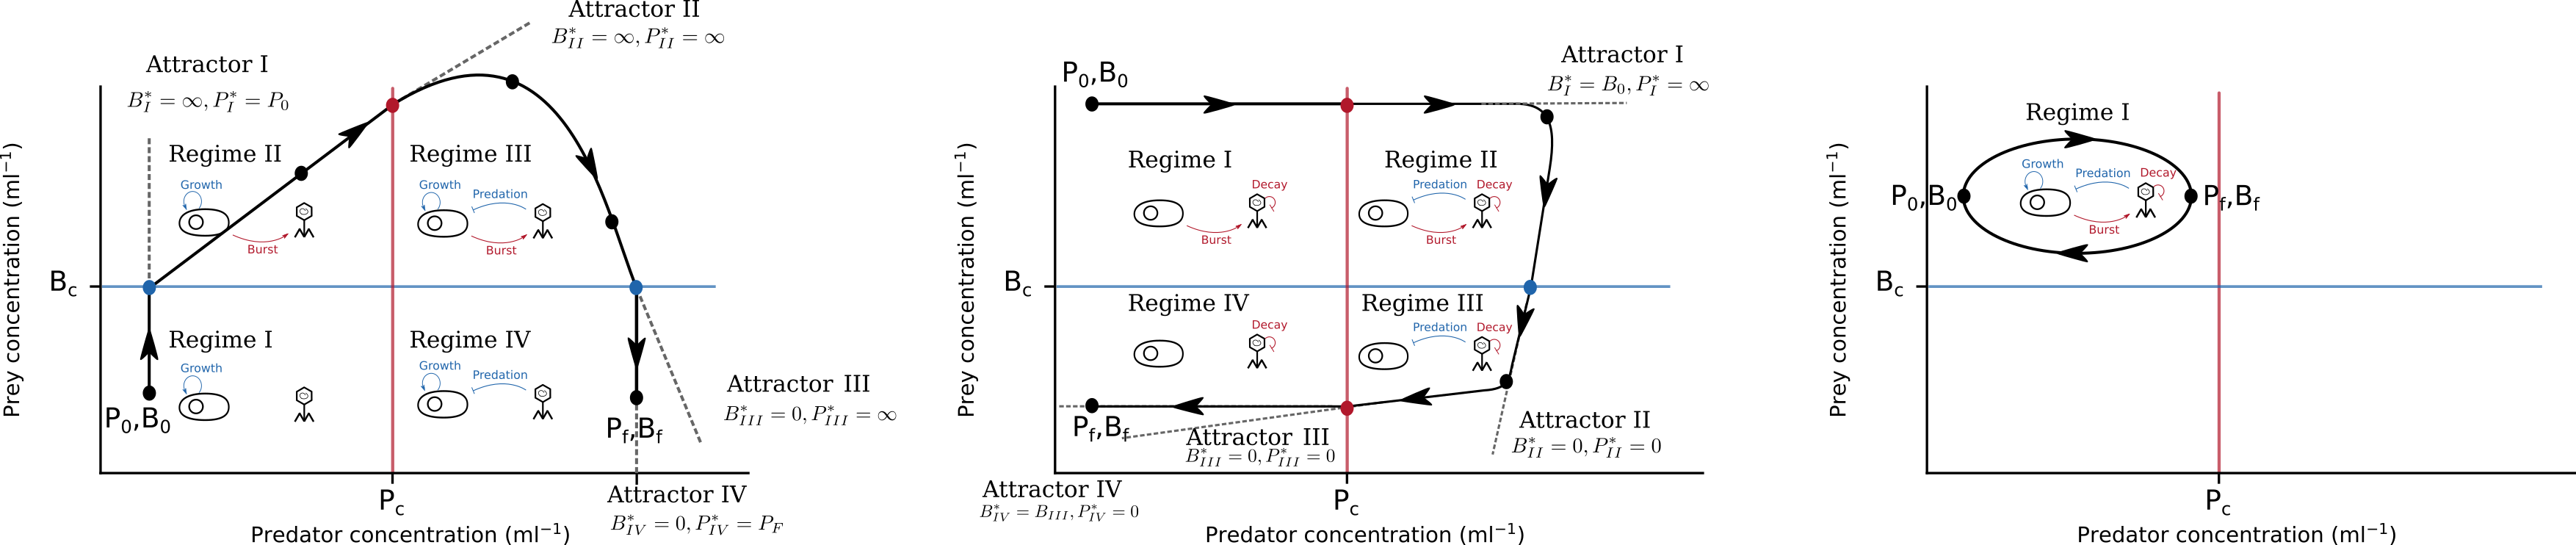 Attractor II
B*_{II} = ∞, P*_{II} = ∞
Attractor I
B*_I = ∞, P*_I = P_0
Prey concentration (ml⁻¹)
Regime II
Growth
Burst
Regime III
Growth
Predation
Burst
B_c
Regime I
Growth
P_0,B_0
Regime IV
Growth
Predation
P_f,B_f
Attractor III
B*_{III} = 0, P*_{III} = ∞
P_c
Attractor IV
B*_{IV} = 0, P*_{IV} = P_F
Predator concentration (ml⁻¹)
P_0,B_0
Attractor I
B*_I = B_0, P*_I = ∞
Prey concentration (ml⁻¹)
Regime I
Decay
Burst
Regime II
Predation
Decay
Burst
B_c
Regime IV
Decay
Regime III
Predation
Decay
P_f,B_f
Attractor III
B*_{III} = 0, P*_{III} = 0
Attractor II
B*_{II} = 0, P*_{II} = 0
Attractor IV
B*_{IV} = B_{III}, P*_{IV} = 0
P_c
Predator concentration (ml⁻¹)
Prey concentration (ml⁻¹)
Regime I
Growth
Predation
Decay
Burst
P_0,B_0
P_f,B_f
B_c
P_c
Predator concentration (ml⁻¹)